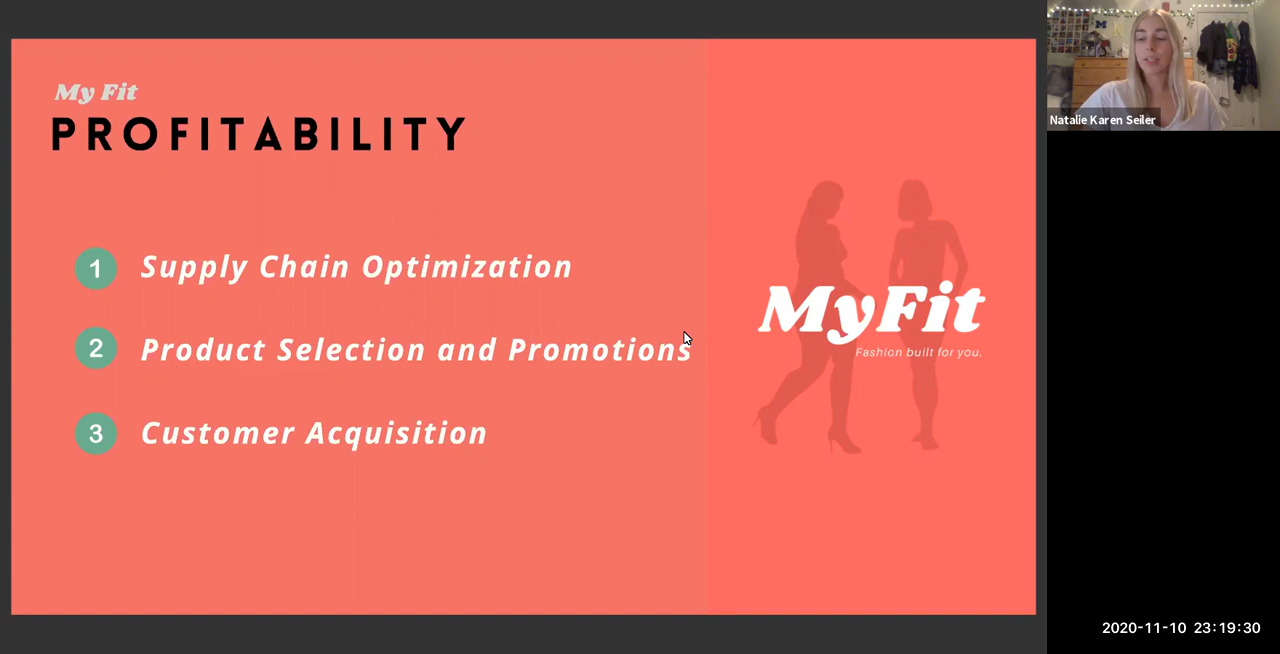 My Fit
PROFITABILITY
1 Supply Chain Optimization
2 Product Selection and Promotions
3 Customer Acquisition
MyFit
Fashion built for you.
Natalie Karen Seiler
2020-11-10 23:19:30